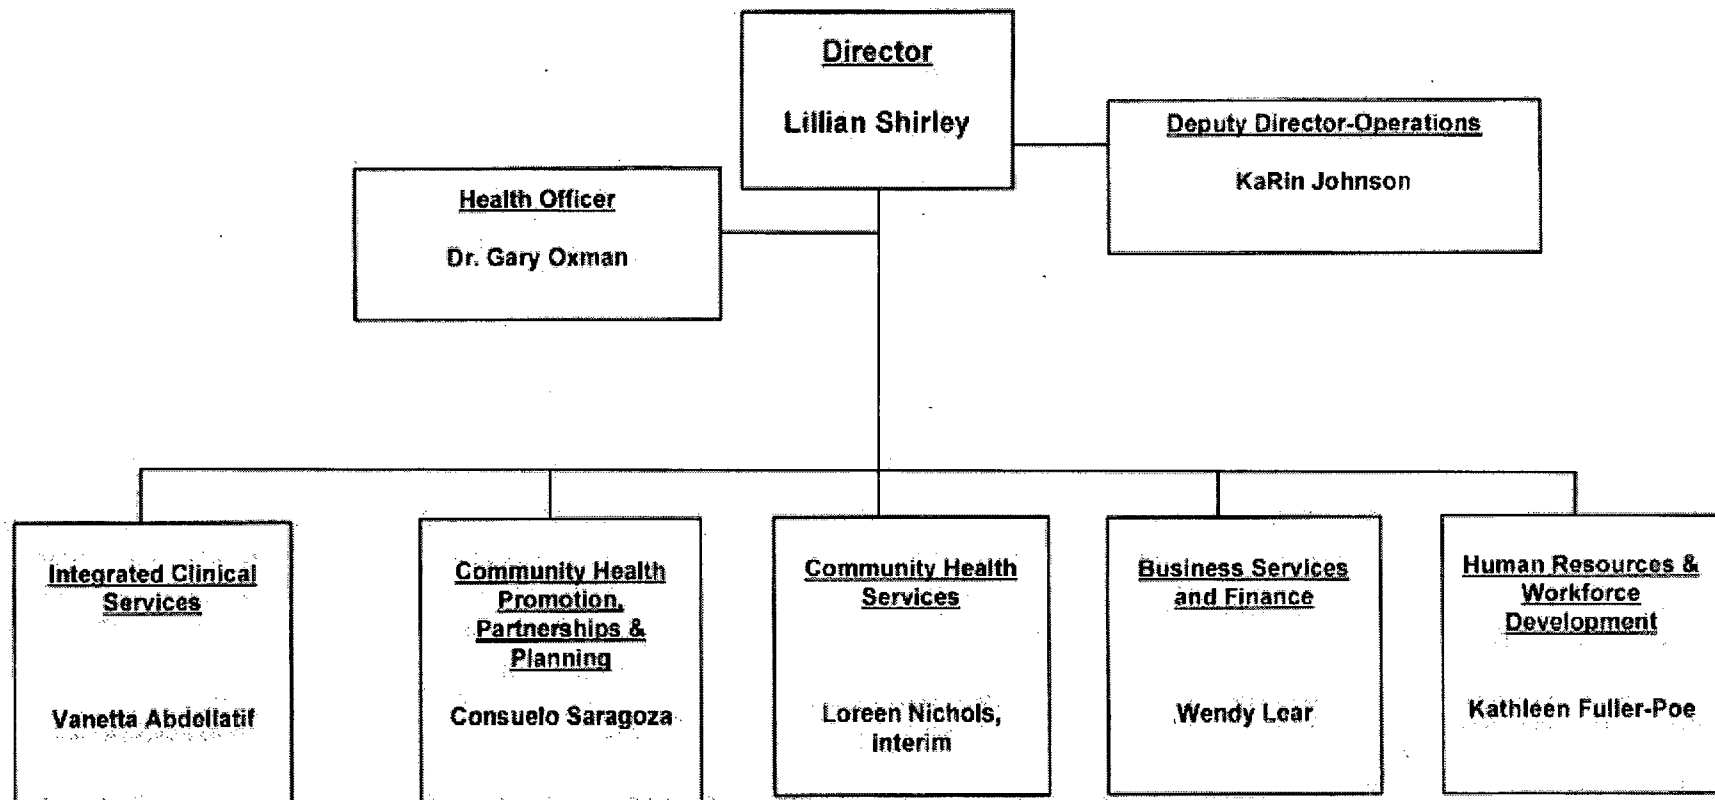 Director
Lillian Shirley
Deputy Director-Operations
KaRin Johnson
Health Officer
Dr. Gary Oxman
Integrated Clinical
Services
Vanetta Abdellatif
Community Health
Promotion,
Partnerships &
Planning
Consuelo Saragoza
Community Health
Services
Loreen Nichols,
Interim
Business Services
and Finance
Wendy Lear
Human Resources &
Workforce
Development
Kathleen Fuller-Poe